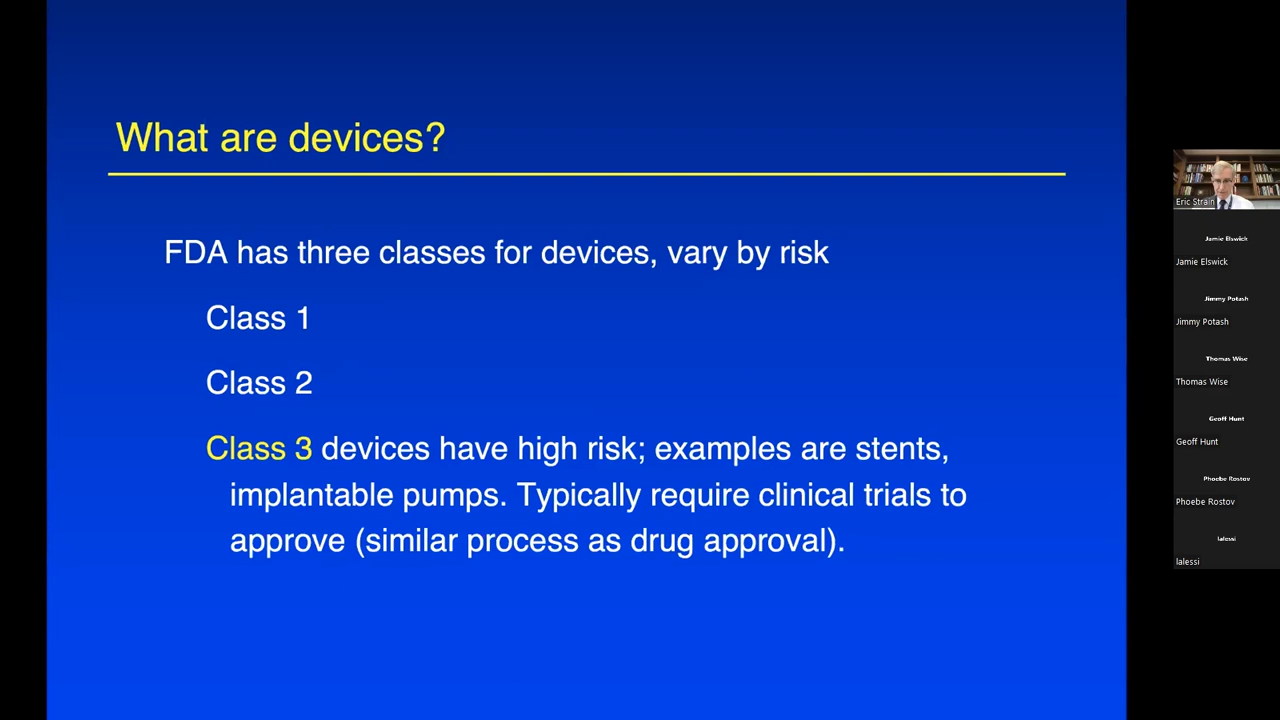 What are devices?
FDA has three classes for devices, vary by risk
Class 1
Class 2
Class 3 devices have high risk; examples are stents,
implantable pumps. Typically require clinical trials to
approve (similar process as drug approval).
Eric Strain
Jamie Elswick
Jamie Elswick
Jimmy Potash
Jimmy Potash
Thomas Wise
Thomas Wise
Geoff Hunt
Geoff Hunt
Phoebe Rostov
Phoebe Rostov
lalessi
lalessi